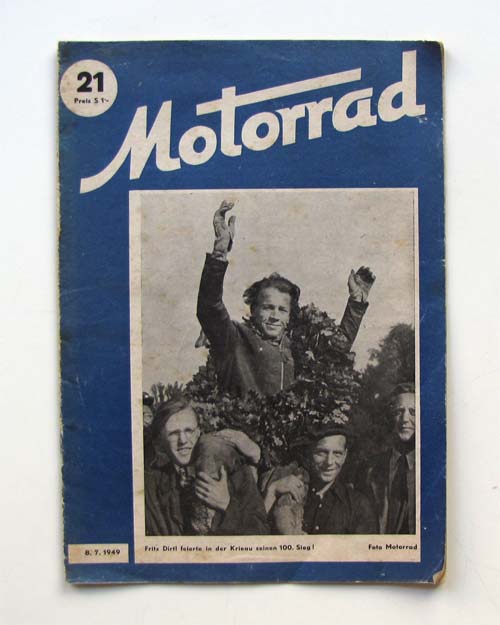 21
Preis S 1·-
Motorrad
8. 7. 1949
Fritz Dirtl feierte in der Krieau seinen 100. Sieg!
Foto Motorrad